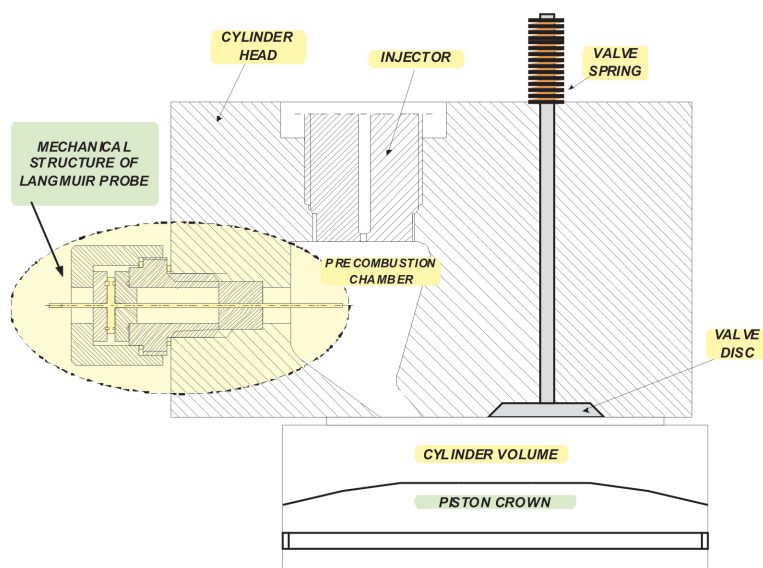 CYLINDER
HEAD
INJECTOR
VALVE
SPRING
MECHANICAL
STRUCTURE OF
LANGMUIR PROBE
PRECOMBUSTION
CHAMBER
VALVE
DISC
CYLINDER VOLUME
PISTON CROWN